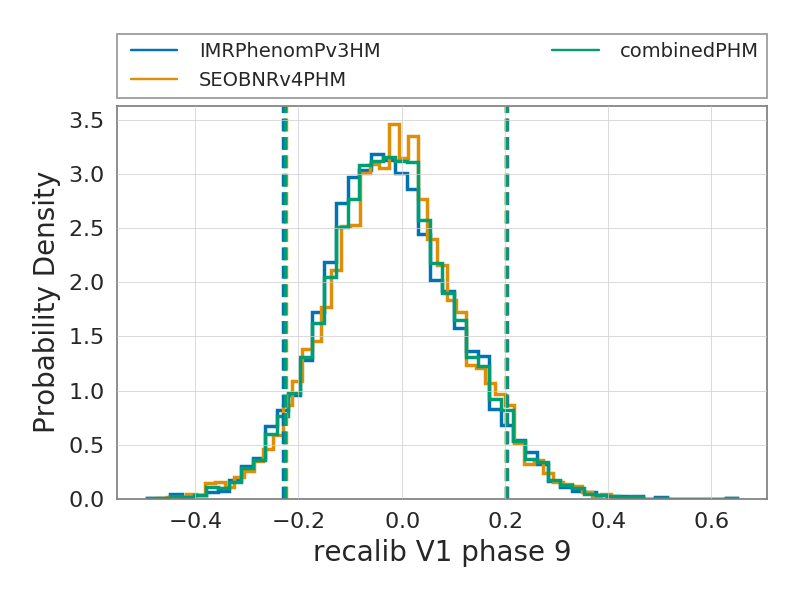 IMRPhenomPv3HM
SEOBNRv4PHM
combinedPHM
3.5
3.0
2.5
2.0
1.5
1.0
0.5
0.0
Probability Density
−0.4
−0.2
0.0
0.2
0.4
0.6
recalib V1 phase 9